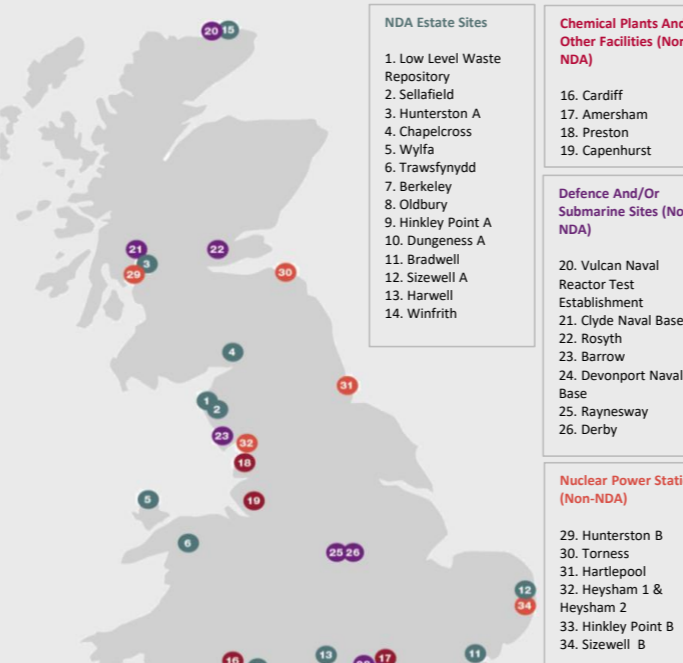 NDA Estate Sites
1. Low Level Waste
Repository
2. Sellafield
3. Hunterston A
4. Chapelcross
5. Wylfa
6. Trawsfynydd
7. Berkeley
8. Oldbury
9. Hinkley Point A
10. Dungeness A
11. Bradwell
12. Sizewell A
13. Harwell
14. Winfrith
Chemical Plants And
Other Facilities (Non
NDA)
16. Cardiff
17. Amersham
18. Preston
19. Capenhurst
Defence And/Or
Submarine Sites (No
NDA)
20. Vulcan Naval
Reactor Test
Establishment
21. Clyde Naval Base
22. Rosyth
23. Barrow
24. Devonport Naval
Base
25. Raynesway
26. Derby
Nuclear Power Stati
(Non-NDA)
29. Hunterston B
30. Torness
31. Hartlepool
32. Heysham 1 &
Heysham 2
33. Hinkley Point B
34. Sizewell B
20 15
21
22
3
29
30
4
31
1
2
23
32
18
5
19
6
25 26
12
34
16
13
17
11